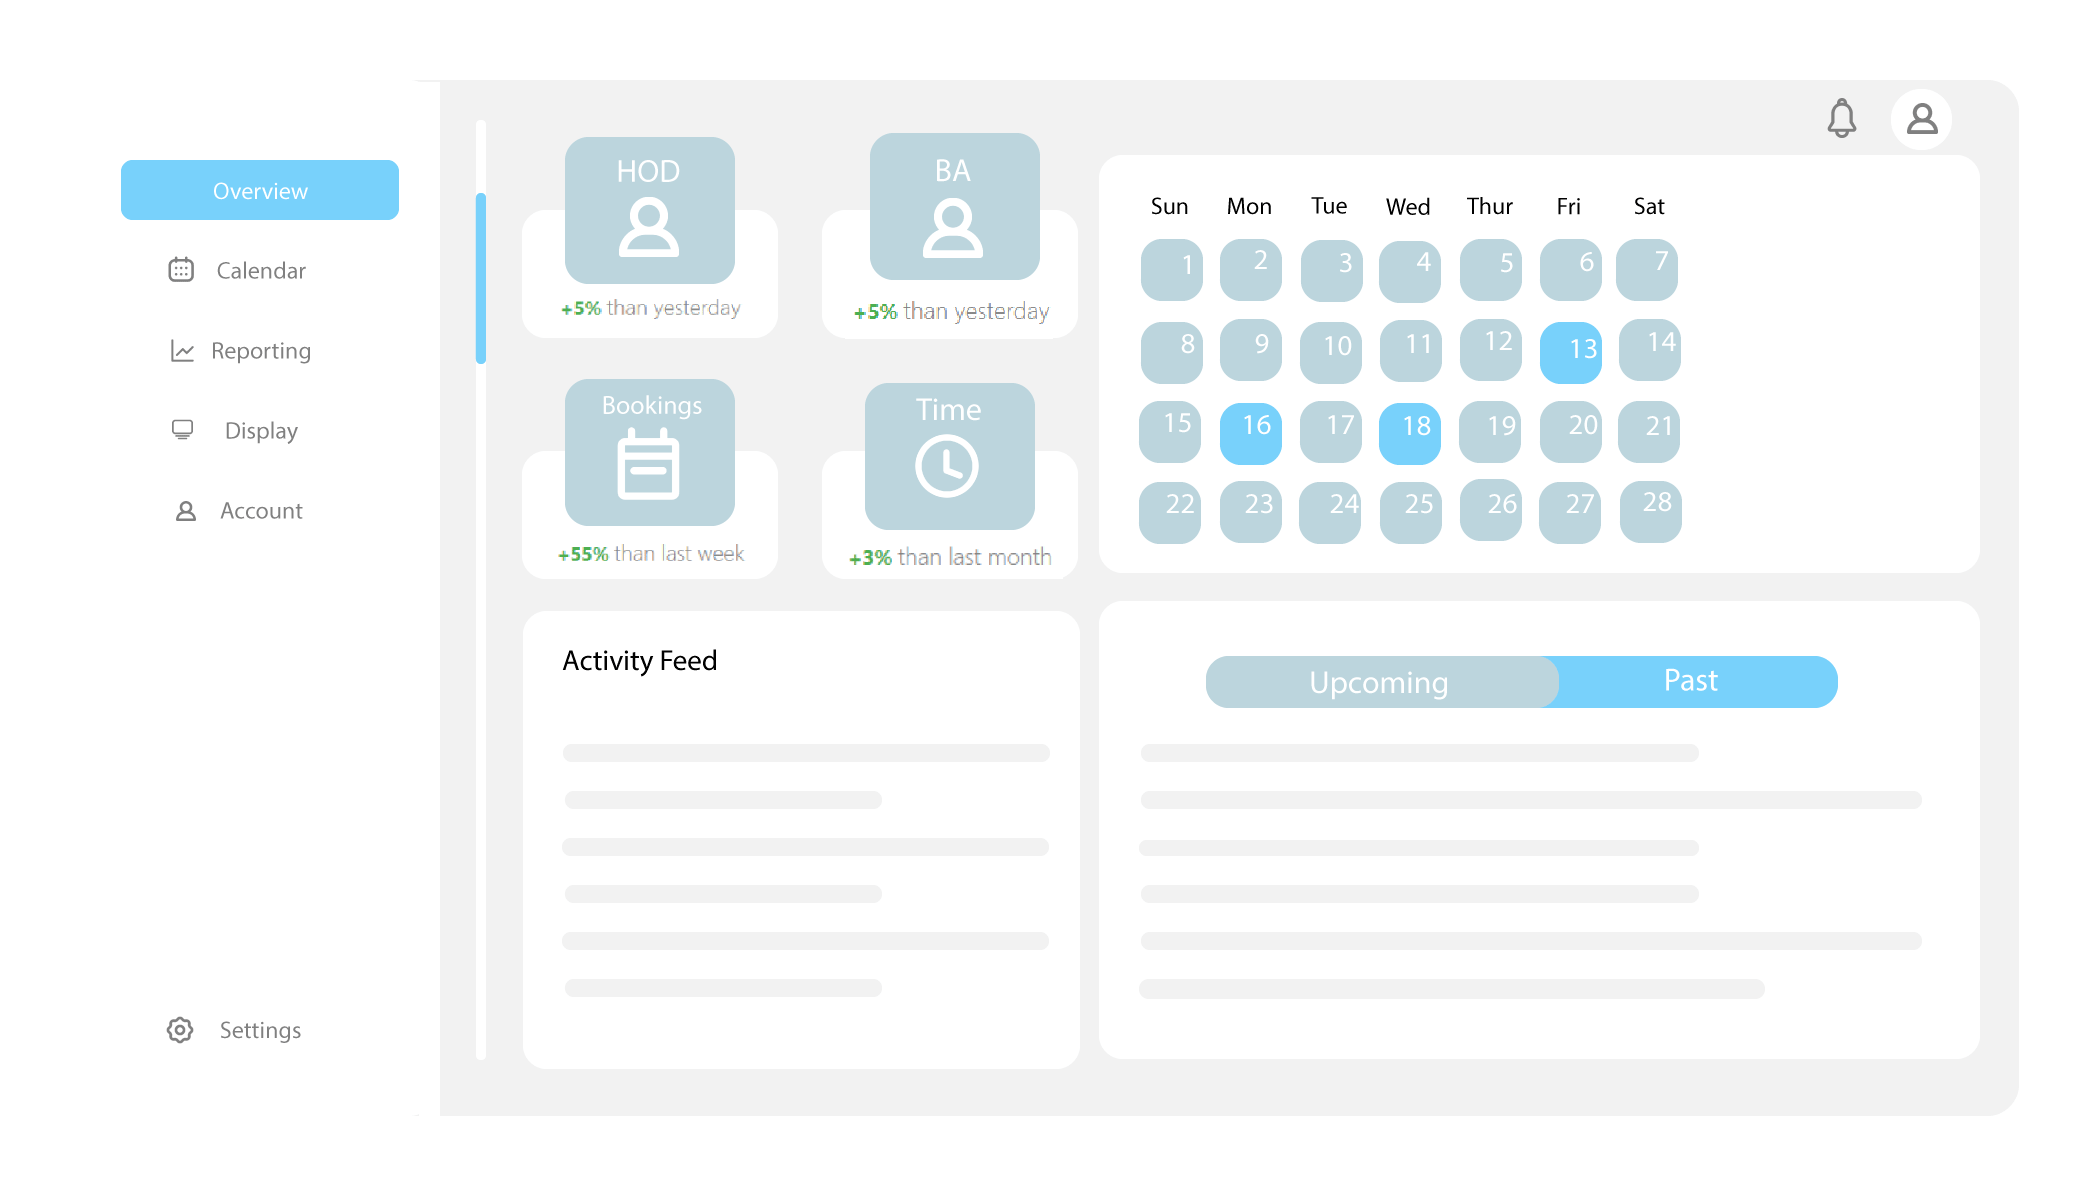 Overview
Calendar
Reporting
Display
Account
Settings
HOD
+5% than yesterday
BA
+5% than yesterday
Bookings
+55% than last week
Time
+3% than last month
Sun Mon Tue Wed Thur Fri Sat
1 2 3 4 5 6 7
8 9 10 11 12 13 14
15 16 17 18 19 20 21
22 23 24 25 26 27 28
Activity Feed
Upcoming Past